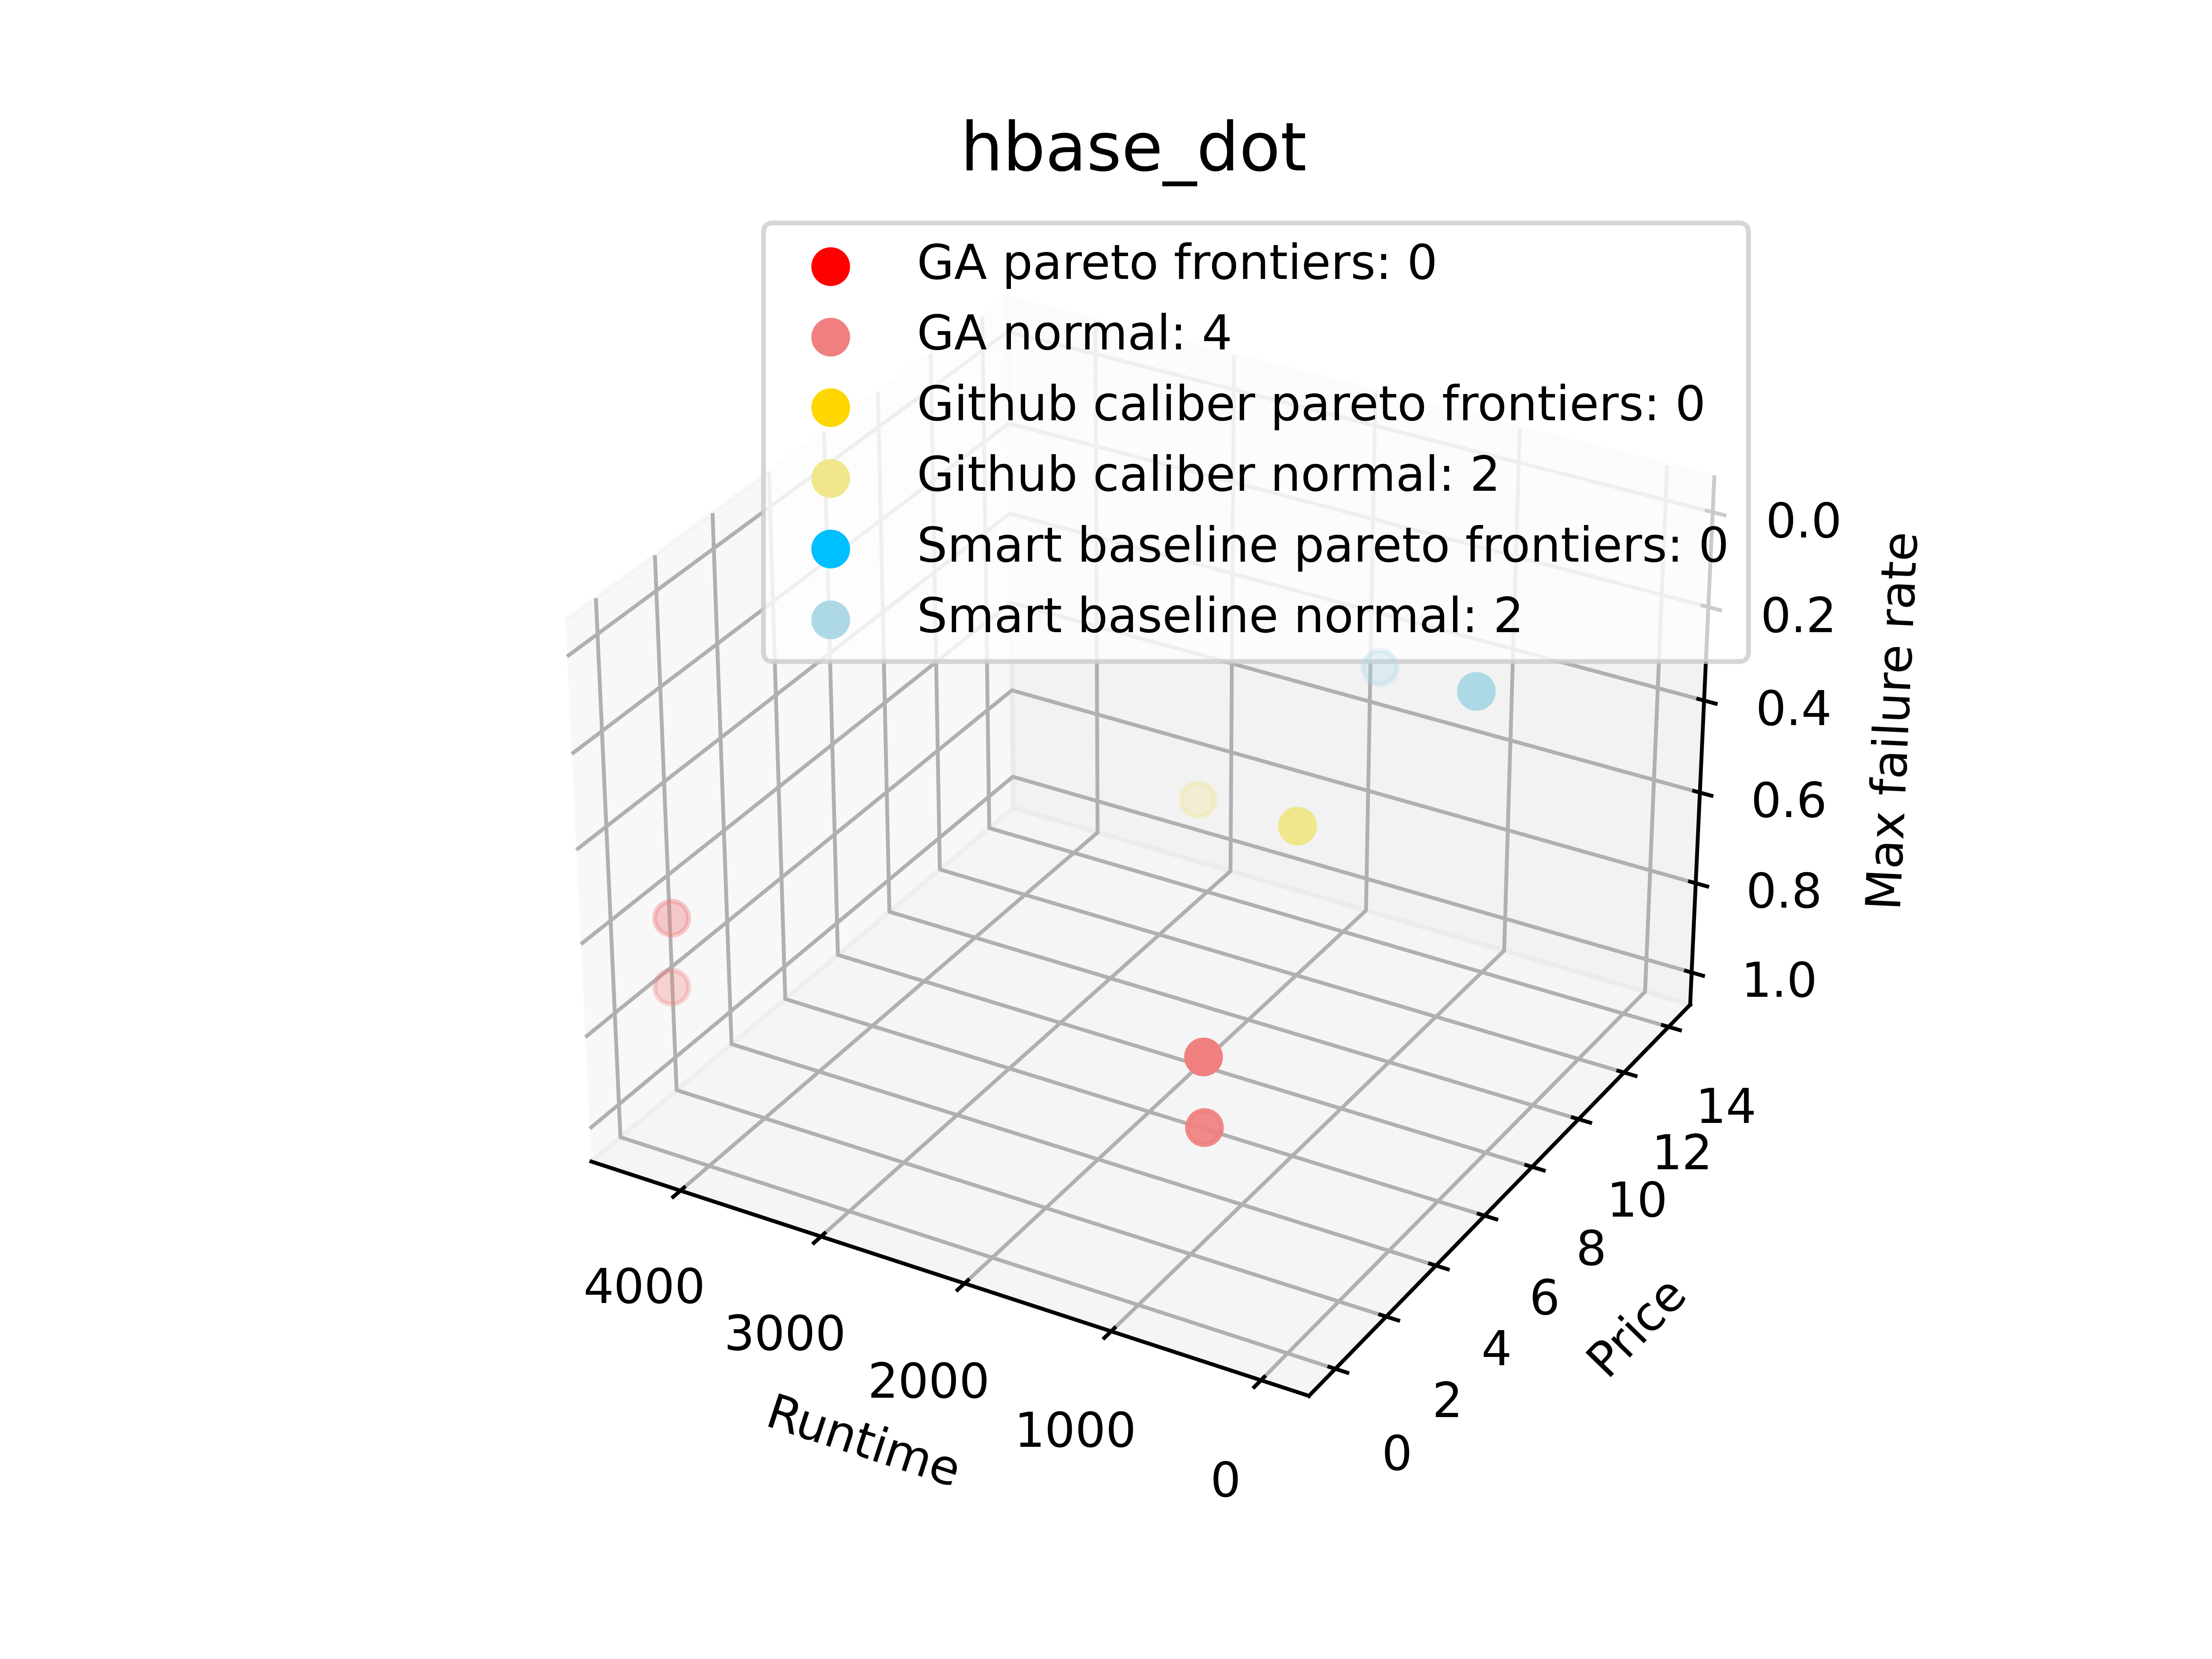 hbase_dot
GA pareto frontiers: 0
GA normal: 4
Github caliber pareto frontiers: 0
Github caliber normal: 2
Smart baseline pareto frontiers: 0
Smart baseline normal: 2
0.0
0.2
0.4
0.6
0.8
1.0
Max failure rate
14
12
10
8
6
4
2
0
Price
4000
3000
2000
1000
0
Runtime